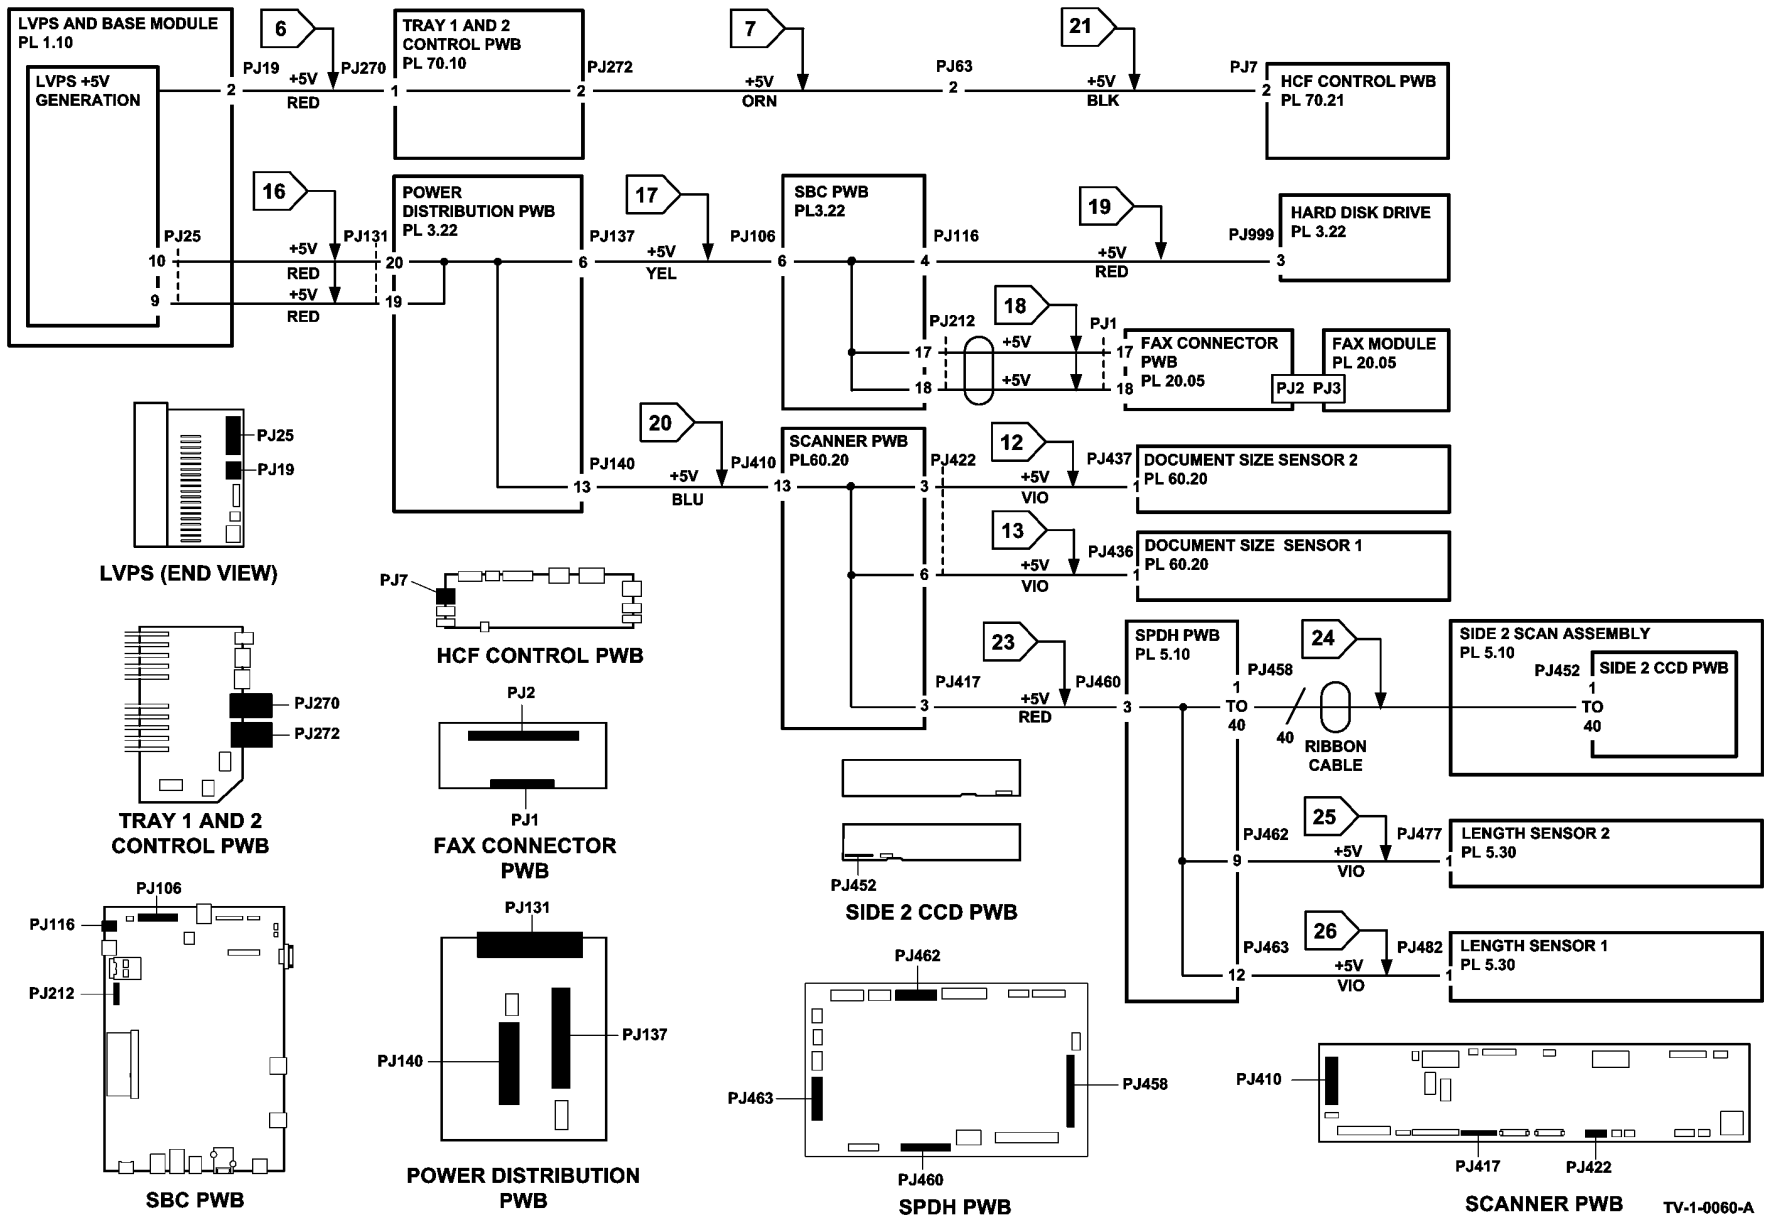 LVPS AND BASE MODULE
PL 1.10
LVPS +5V
GENERATION
2
PJ19
6
+5V
RED
PJ270
TRAY 1 AND 2
CONTROL PWB
PL 70.10
1
2
PJ272
7
+5V
ORN
PJ63
2
21
+5V
BLK
PJ7
2
HCF CONTROL PWB
PL 70.21
PJ25
10
9
16
+5V
RED
+5V
RED
PJ131
20
19
POWER
DISTRIBUTION PWB
PL 3.22
6
PJ137
17
+5V
YEL
PJ106
6
SBC PWB
PL3.22
4
PJ116
19
+5V
RED
PJ999
3
HARD DISK DRIVE
PL 3.22
PJ212
17
18
18
+5V
+5V
PJ1
17
18
FAX CONNECTOR
PWB
PL 20.05
PJ2 PJ3
FAX MODULE
PL 20.05
PJ140
13
20
+5V
BLU
PJ410
13
SCANNER PWB
PL60.20
PJ422
3
12
+5V
VIO
PJ437
1
DOCUMENT SIZE SENSOR 2
PL 60.20
6
13
+5V
VIO
PJ436
1
DOCUMENT SIZE SENSOR 1
PL 60.20
PJ417
3
23
+5V
RED
PJ460
3
SPDH PWB
PL 5.10
PJ458
1
TO
40
40
24
RIBBON
CABLE
SIDE 2 SCAN ASSEMBLY
PL 5.10
PJ452
1
TO
40
SIDE 2 CCD PWB
PJ462
9
25
+5V
VIO
PJ477
1
LENGTH SENSOR 2
PL 5.30
PJ463
12
26
+5V
VIO
PJ482
1
LENGTH SENSOR 1
PL 5.30
PJ25
PJ19
LVPS (END VIEW)
PJ7
HCF CONTROL PWB
PJ270
PJ272
TRAY 1 AND 2
CONTROL PWB
PJ2
PJ1
FAX CONNECTOR
PWB
PJ452
SIDE 2 CCD PWB
PJ106
PJ116
PJ212
SBC PWB
PJ131
PJ137
PJ140
POWER DISTRIBUTION
PWB
PJ462
PJ458
PJ463
PJ460
SPDH PWB
PJ410
PJ417
PJ422
SCANNER PWB
TV-1-0060-A